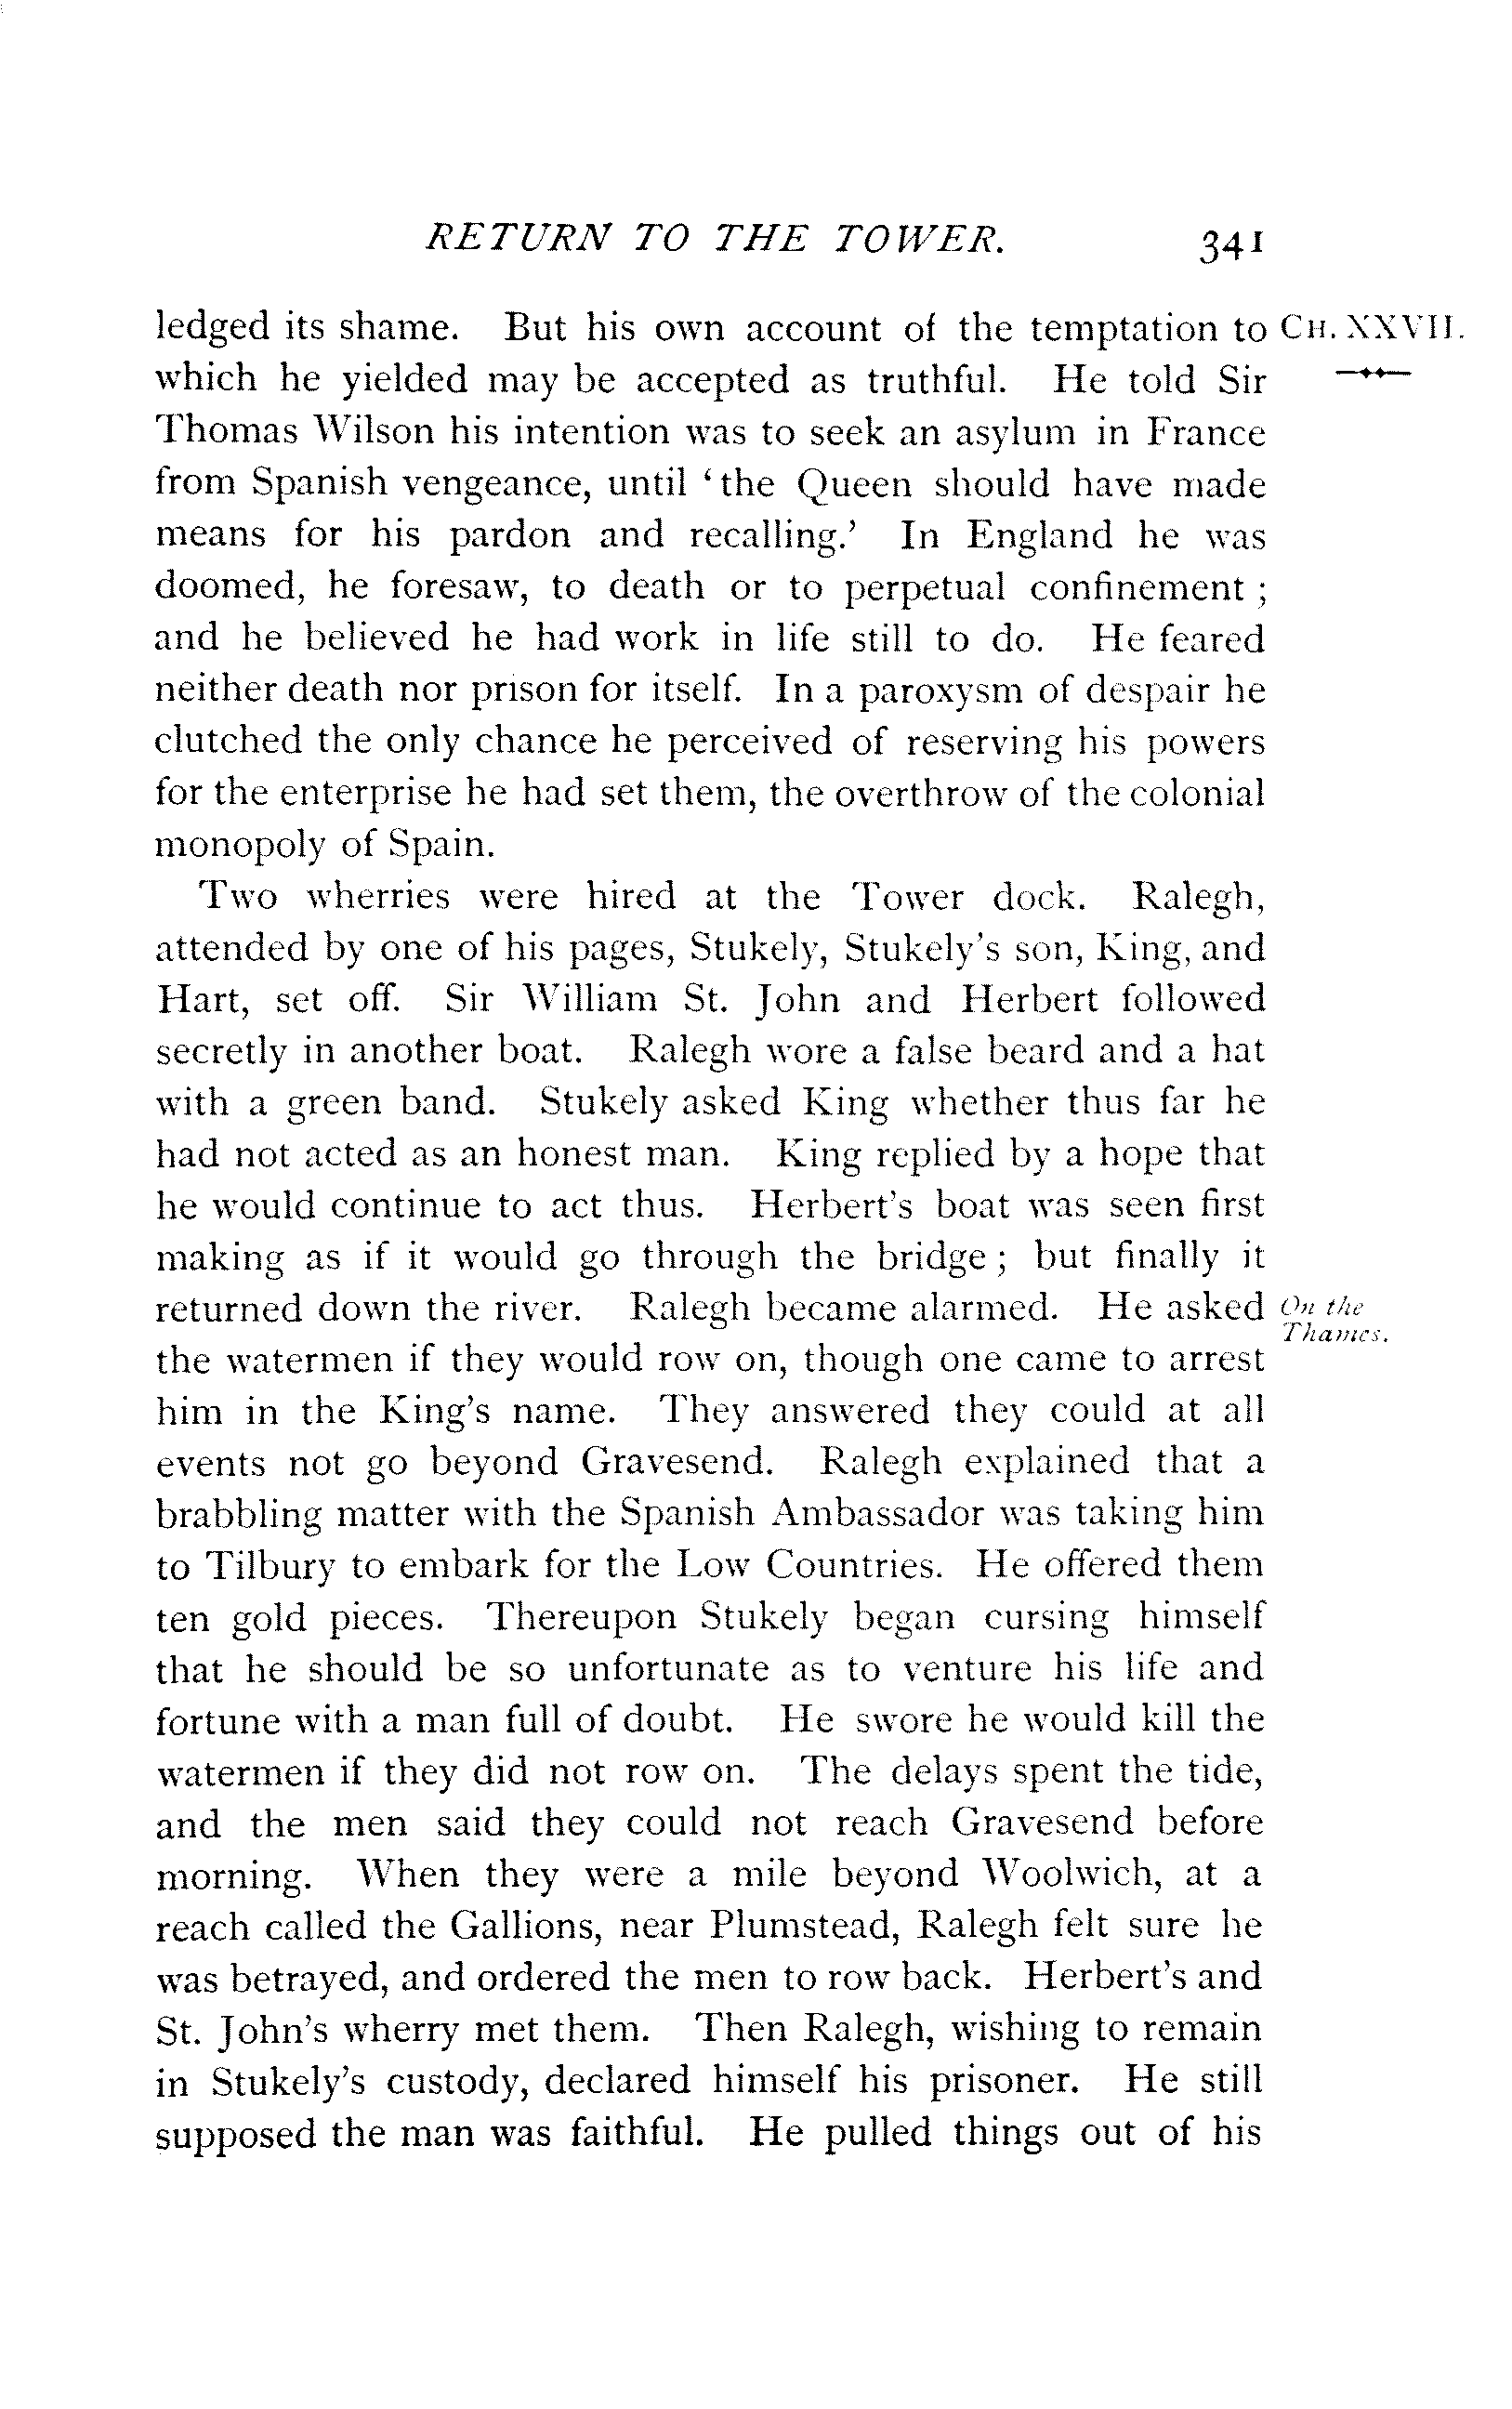 RETURN TO THE TOWER. 341
ledged its shame. But his own account of the temptation to CH. XXVII.
which he yielded may be accepted as truthful. He told Sir
Thomas Wilson his intention was to seek an asylum in France
from Spanish vengeance, until ‘the Queen should have made
means for his pardon and recalling.’ In England he was
doomed, he foresaw, to death or to perpetual confinement ;
and he believed he had work in life still to do. He feared
neither death nor prison for itself. In a paroxysm of despair he
clutched the only chance he perceived of reserving his powers
for the enterprise he had set them, the overthrow of the colonial
monopoly of Spain.
Two wherries were hired at the Tower dock. Ralegh,
attended by one of his pages, Stukely, Stukely’s son, King, and
Hart, set off. Sir William St. John and Herbert followed
secretly in another boat. Ralegh wore a false beard and a hat
with a green band. Stukely asked King whether thus far he
had not acted as an honest man. King replied by a hope that
he would continue to act thus. Herbert’s boat was seen first
making as if it would go through the bridge ; but finally it
returned down the river. Ralegh became alarmed. He asked On the
Thames.
the watermen if they would row on, though one came to arrest
him in the King’s name. They answered they could at all
events not go beyond Gravesend. Ralegh explained that a
brabbling matter with the Spanish Ambassador was taking him
to Tilbury to embark for the Low Countries. He offered them
ten gold pieces. Thereupon Stukely began cursing himself
that he should be so unfortunate as to venture his life and
fortune with a man full of doubt. He swore he would kill the
watermen if they did not row on. The delays spent the tide,
and the men said they could not reach Gravesend before
morning. When they were a mile beyond Woolwich, at a
reach called the Gallions, near Plumstead, Ralegh felt sure he
was betrayed, and ordered the men to row back. Herbert’s and
St. John’s wherry met them. Then Ralegh, wishing to remain
in Stukely’s custody, declared himself his prisoner. He still
supposed the man was faithful. He pulled things out of his